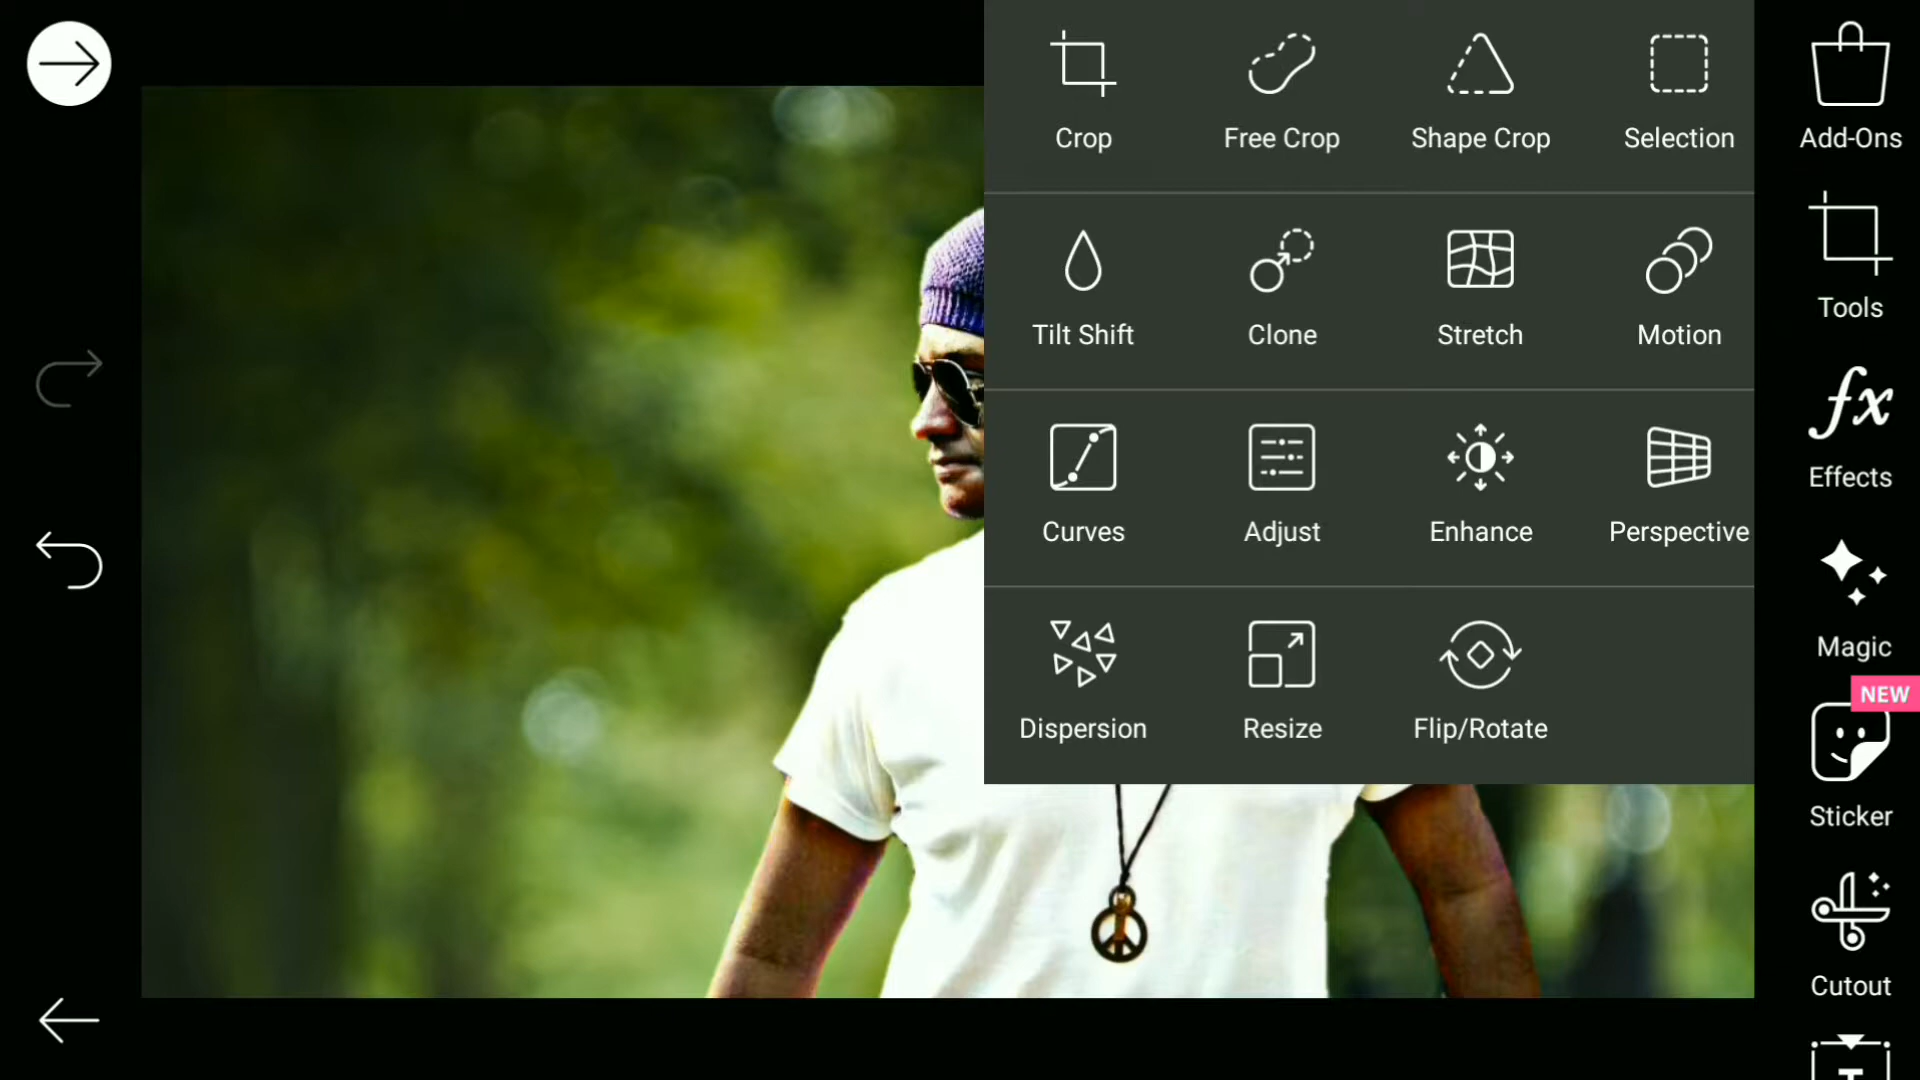 Crop
Free Crop
Shape Crop
Selection
Add-Ons
Tools
Tilt Shift
Clone
Stretch
Motion
fx
Effects
Curves
Adjust
Enhance
Perspective
Magic
NEW
Dispersion
Resize
Flip/Rotate
Sticker
Cutout